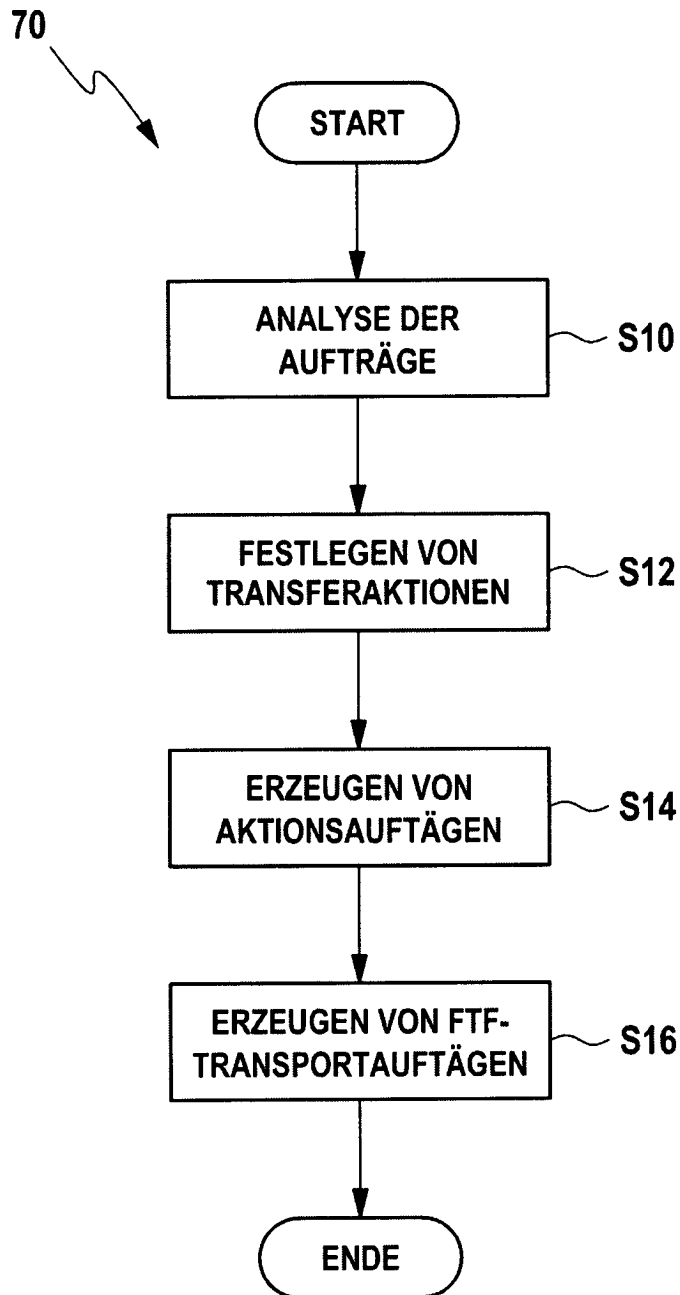 70
START
ANALYSE DER
AUFTRÄGE
S10
FESTLEGEN VON
TRANSFERAKTIONEN
S12
ERZEUGEN VON
AKTIONSAUFTÄGEN
S14
ERZEUGEN VON FTF-
TRANSPORTAUFTÄGEN
S16
ENDE